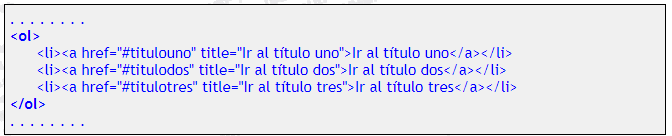 . . . . . . . .
<ol>
<li><a href="#titulouno" title="Ir al título uno">Ir al título uno</a></li>
<li><a href="#titulodos" title="Ir al título dos">Ir al título dos</a></li>
<li><a href="#titulotres" title="Ir al título tres">Ir al título tres</a></li>
</ol>
. . . . . . . .